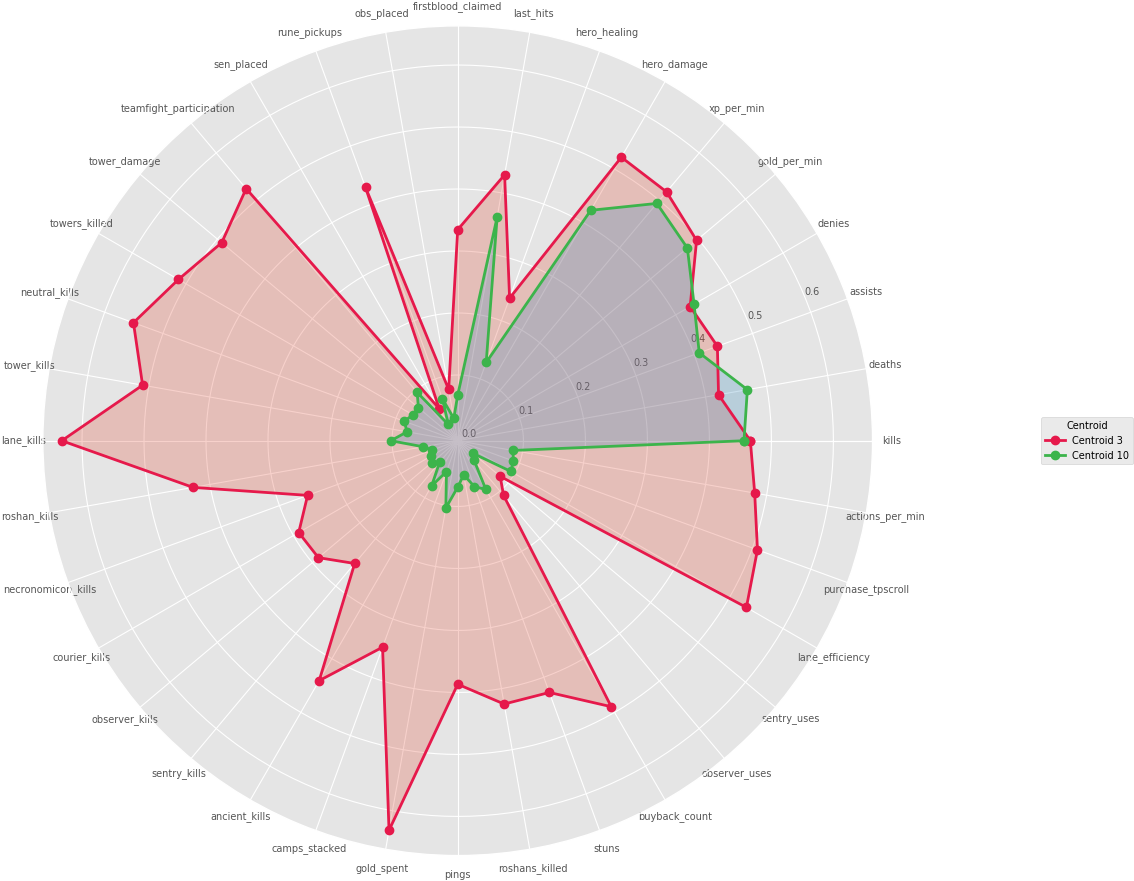 firstblood_claimed
obs_placed
last_hits
rune_pickups
hero_healing
sen_placed
hero_damage
teamfight_participation
xp_per_min
tower_damage
gold_per_min
towers_killed
denies
neutral_kills
assists
0.6
0.5
0.4
tower_kills
0.3
deaths
0.2
0.1
0.0
lane_kills
kills
Centroid
Centroid 3
Centroid 10
roshan_kills
actions_per_min
necronomicon_kills
purchase_tpscroll
courier_kills
lane_efficiency
observer_kills
sentry_uses
sentry_kills
observer_uses
ancient_kills
buyback_count
camps_stacked
stuns
gold_spent
roshans_killed
pings